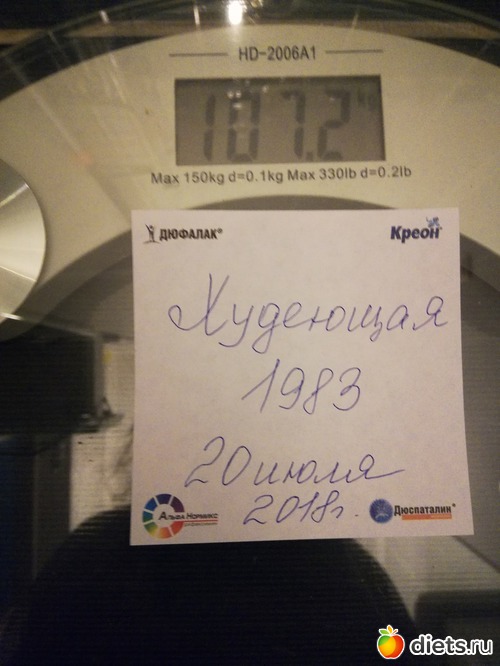 HD-2006A1
107.2 kg
Max 150kg d=0.1kg Max 330lb d=0.2lb
ДЮФАЛАК® Креон®
Худеющая
1983
20 июля
2018г.
Альфа Нормикс
Дюспаталин®
diets.ru